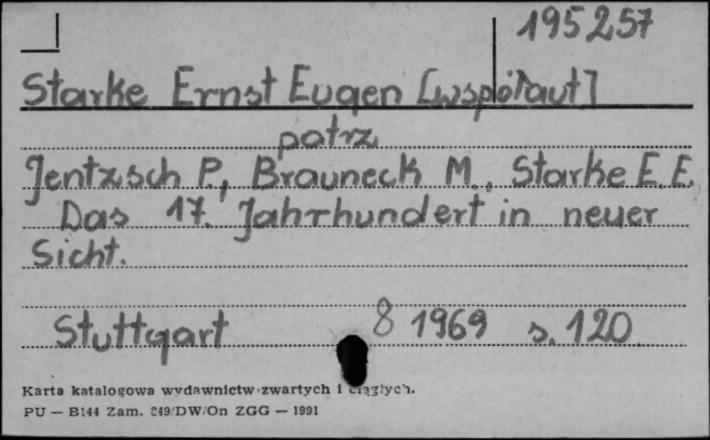 195257
Starke Ernst Eugen [współaut]
patrz
Jentzsch P., Brauneck M., Starke E. E.
Das 17. Jahrhundert in neuer
Sicht.
Stuttgart 8 1969 s. 120
Karta katalogowa wydawnictw zwartych i ciągłych.
PU — B144 Zam. 849/DW/On ZGG — 1991